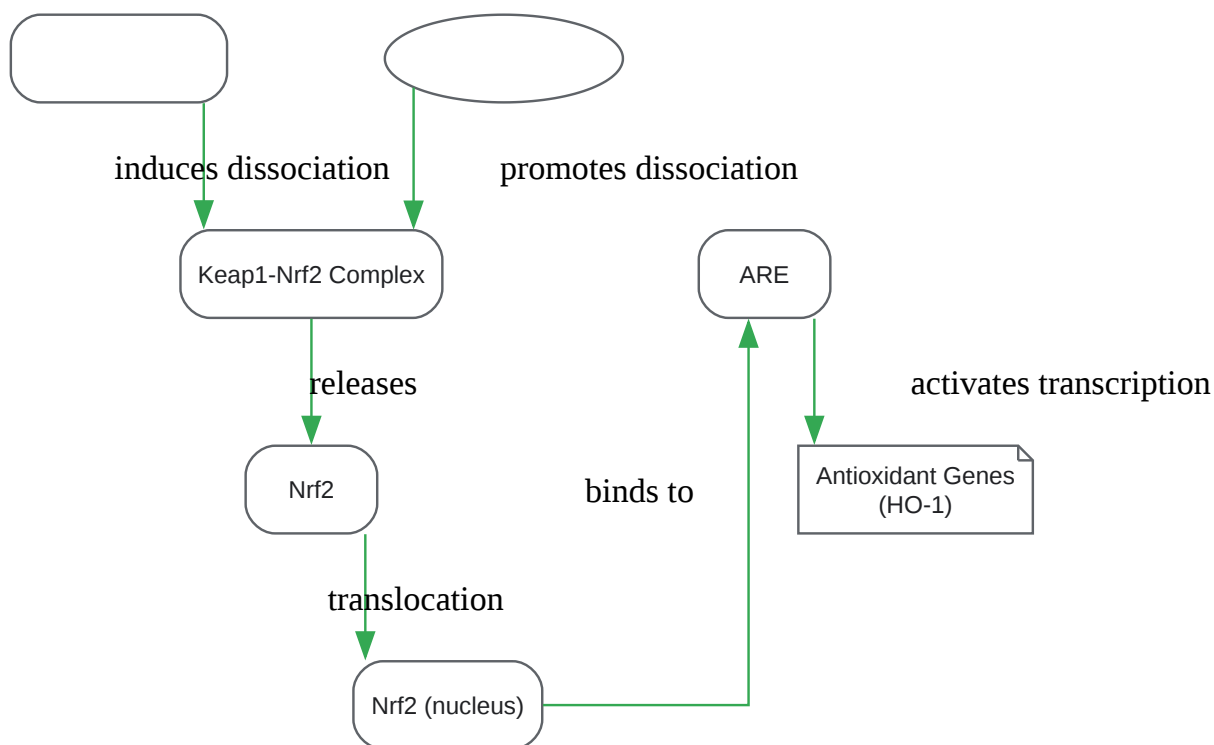 induces dissociation
promotes dissociation
Keap1-Nrf2 Complex
ARE
releases
activates transcription
Nrf2
binds to
Antioxidant Genes
(HO-1)
translocation
Nrf2 (nucleus)